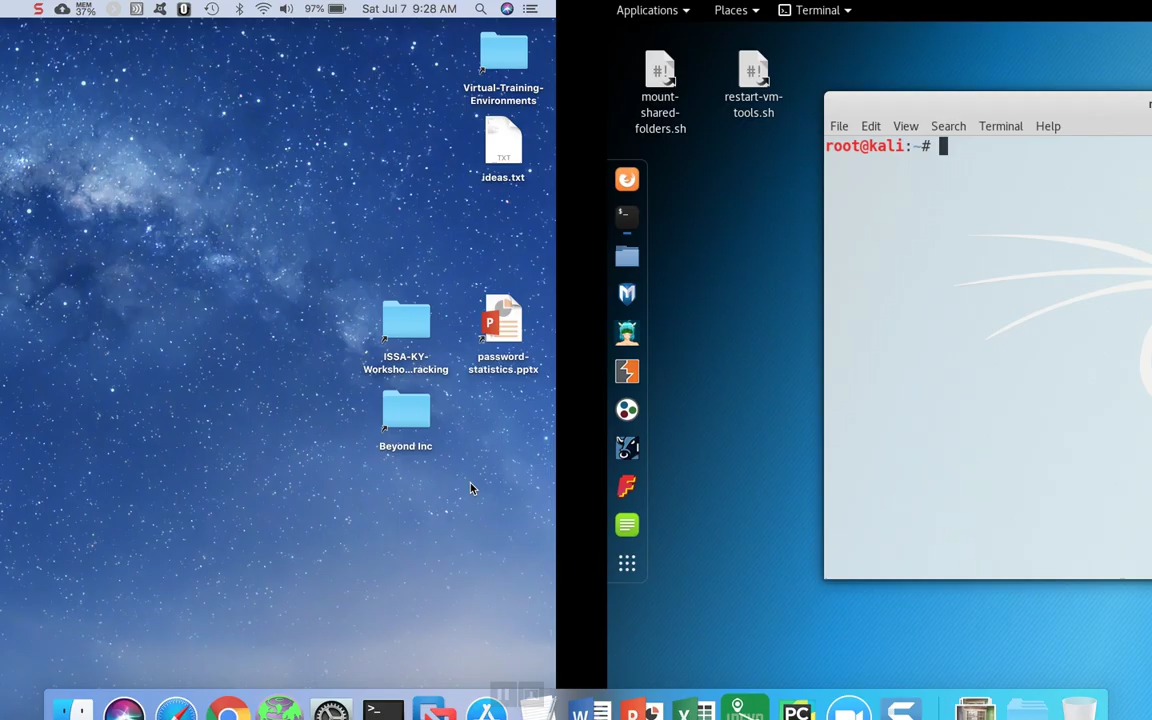 MEM
37%
97%
Sat Jul 7 9:28 AM
Virtual-Training-
Environments
TXT
ideas.txt
ISSA-KY-
Worksho...racking
P
password-
statistics.pptx
Beyond Inc
Applications
Places
Terminal
#!
mount-
shared-
folders.sh
#!
restart-vm-
tools.sh
File Edit View Search Terminal Help
root@kali:~#
PC